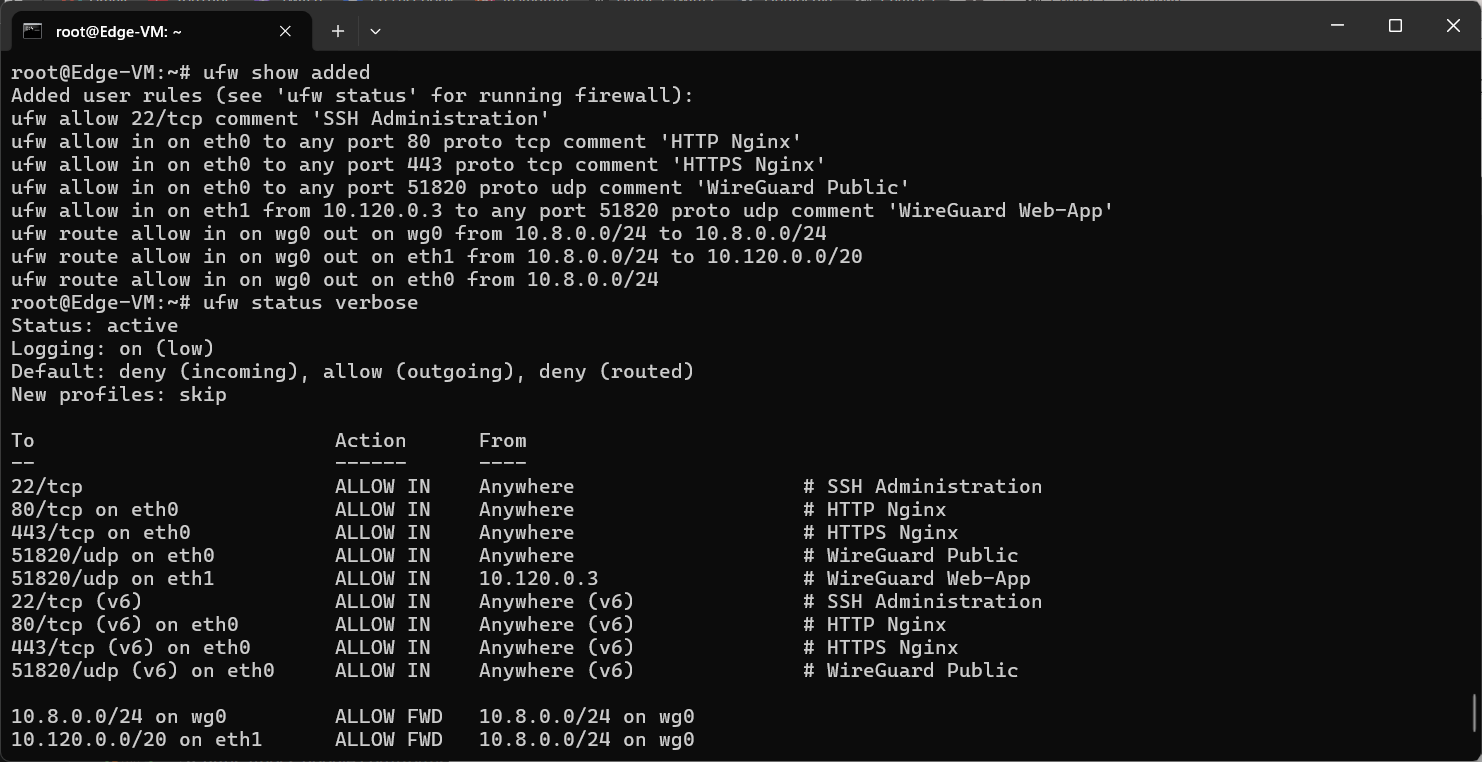 root@Edge-VM: ~
root@Edge-VM:~# ufw show added
Added user rules (see 'ufw status' for running firewall):
ufw allow 22/tcp comment 'SSH Administration'
ufw allow in on eth0 to any port 80 proto tcp comment 'HTTP Nginx'
ufw allow in on eth0 to any port 443 proto tcp comment 'HTTPS Nginx'
ufw allow in on eth0 to any port 51820 proto udp comment 'WireGuard Public'
ufw allow in on eth1 from 10.120.0.3 to any port 51820 proto udp comment 'WireGuard Web-App'
ufw route allow in on wg0 out on wg0 from 10.8.0.0/24 to 10.8.0.0/24
ufw route allow in on wg0 out on eth1 from 10.8.0.0/24 to 10.120.0.0/20
ufw route allow in on wg0 out on eth0 from 10.8.0.0/24
root@Edge-VM:~# ufw status verbose
Status: active
Logging: on (low)
Default: deny (incoming), allow (outgoing), deny (routed)
New profiles: skip

To                         Action      From
--                         ------      ----
22/tcp                     ALLOW IN    Anywhere                   # SSH Administration
80/tcp on eth0             ALLOW IN    Anywhere                   # HTTP Nginx
443/tcp on eth0            ALLOW IN    Anywhere                   # HTTPS Nginx
51820/udp on eth0          ALLOW IN    Anywhere                   # WireGuard Public
51820/udp on eth1          ALLOW IN    10.120.0.3                 # WireGuard Web-App
22/tcp (v6)                ALLOW IN    Anywhere (v6)              # SSH Administration
80/tcp (v6) on eth0        ALLOW IN    Anywhere (v6)              # HTTP Nginx
443/tcp (v6) on eth0       ALLOW IN    Anywhere (v6)              # HTTPS Nginx
51820/udp (v6) on eth0     ALLOW IN    Anywhere (v6)              # WireGuard Public

10.8.0.0/24 on wg0         ALLOW FWD   10.8.0.0/24 on wg0
10.120.0.0/20 on eth1      ALLOW FWD   10.8.0.0/24 on wg0